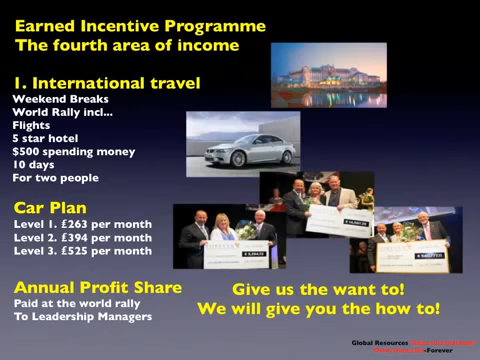 Earned Incentive Programme
The fourth area of income
1. International travel
Weekend Breaks
World Rally incl...
Flights
5 star hotel
$500 spending money
10 days
For two people
Car Plan
Level 1. £263 per month
Level 2. £394 per month
Level 3. £525 per month
Annual Profit Share
Paid at the world rally
To Leadership Managers
Give us the want to!
We will give you the how to!
Global Resources
-Forever